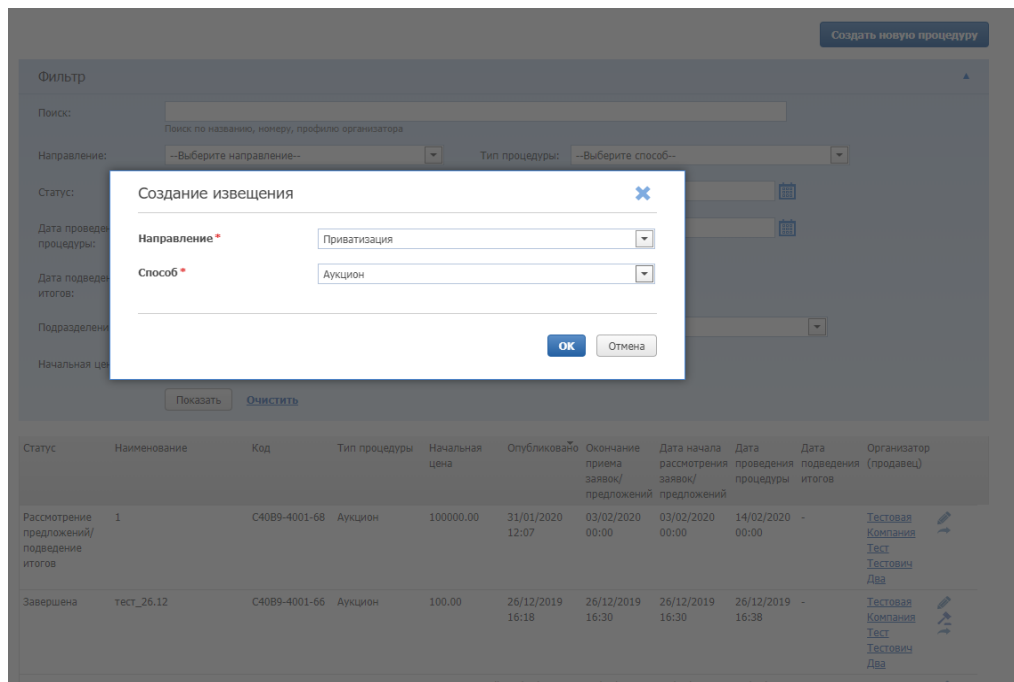 Создать новую процедуру
Фильтр
Поиск:
Поиск по названию, номеру, профилю организатора
Направление: --Выберите направление-- Тип процедуры: --Выберите способ--
Статус:
Дата проведен
процедуры:
Дата подведен
итогов:
Подразделени
Начальная цен
Создание извещения
Направление * Приватизация
Способ * Аукцион
OK Отмена
Показать Очистить
Статус Наименование Код Тип процедуры Начальная Опубликовано Окончание Дата начала Дата Дата Организатор
цена приема рассмотрения проведения подведения (продавец)
заявок/ заявок/ процедуры итогов
предложений предложений
Рассмотрение 1 C40B9-4001-68 Аукцион 100000.00 31/01/2020 03/02/2020 03/02/2020 14/02/2020 - Тестовая
предложений/ 12:07 00:00 00:00 00:00 Компания
подведение Тест
итогов Тестович
Два
Завершена тест_26.12 C40B9-4001-66 Аукцион 100.00 26/12/2019 26/12/2019 26/12/2019 26/12/2019 - Тестовая
16:18 16:30 16:30 16:38 Компания
Тест
Тестович
Два